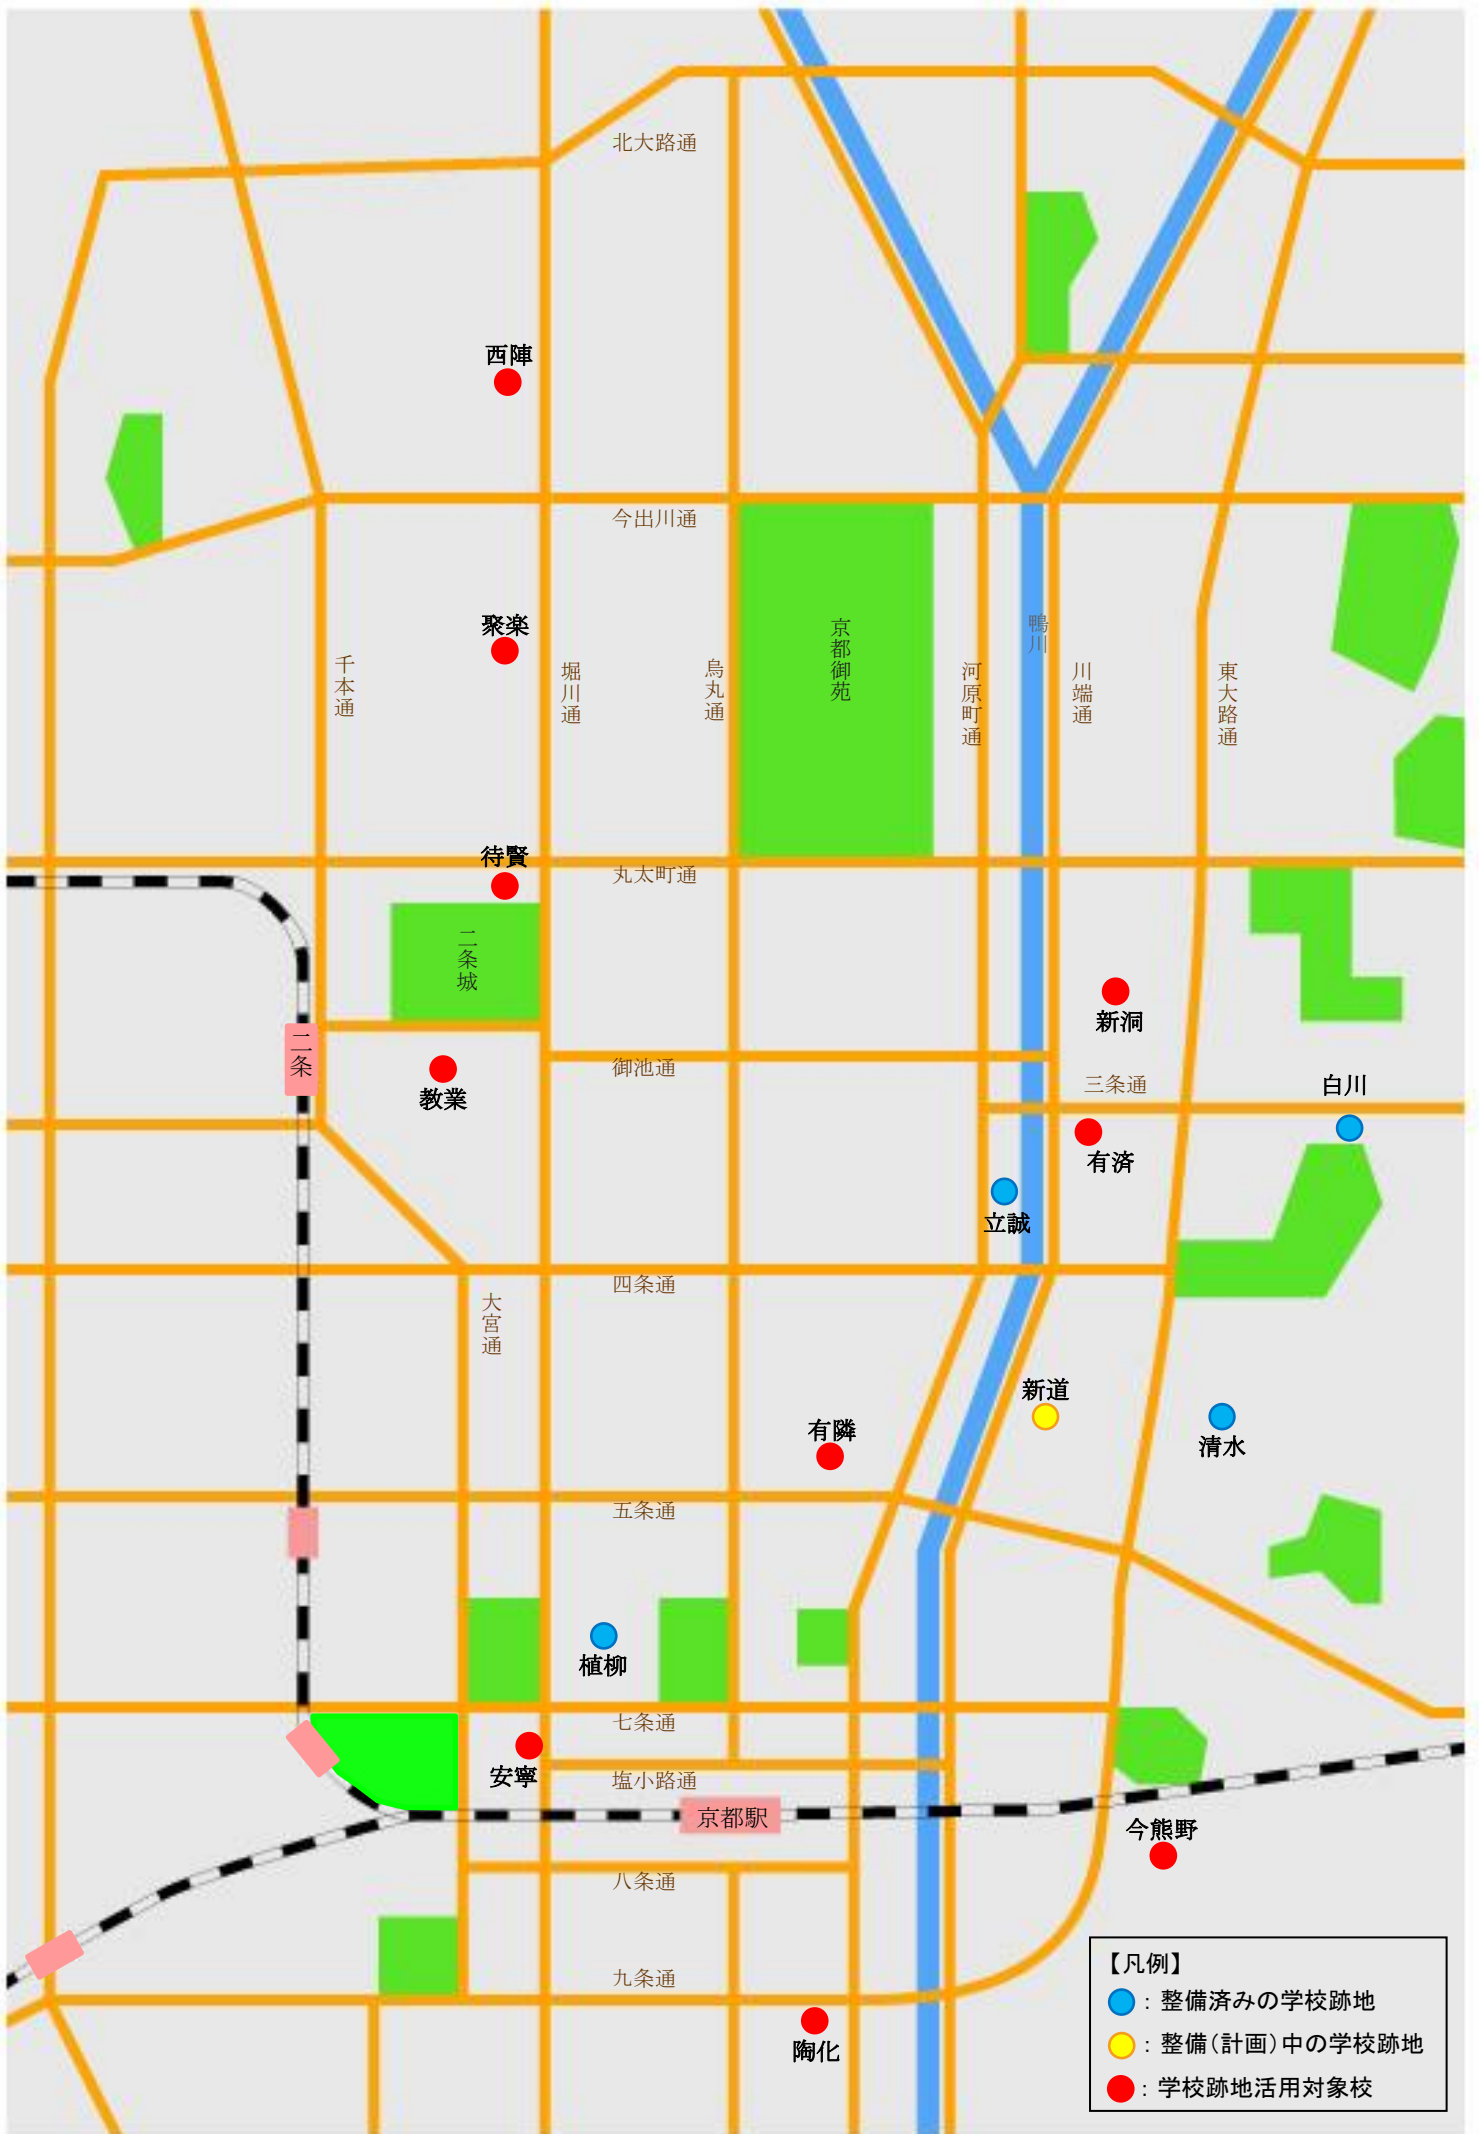 北大路通
西陣
今出川通
聚楽
千本通
堀川通
烏丸通
京都御苑
河原町通
鴨川
川端通
東大路通
待賢
丸太町通
二条城
新洞
二条
教業
御池通
三条通
白川
有済
立誠
四条通
大宮通
新道
有隣
清水
五条通
植柳
七条通
安寧
塩小路通
京都駅
今熊野
八条通
九条通
陶化
【凡例】
：整備済みの学校跡地
：整備（計画）中の学校跡地
：学校跡地活用対象校